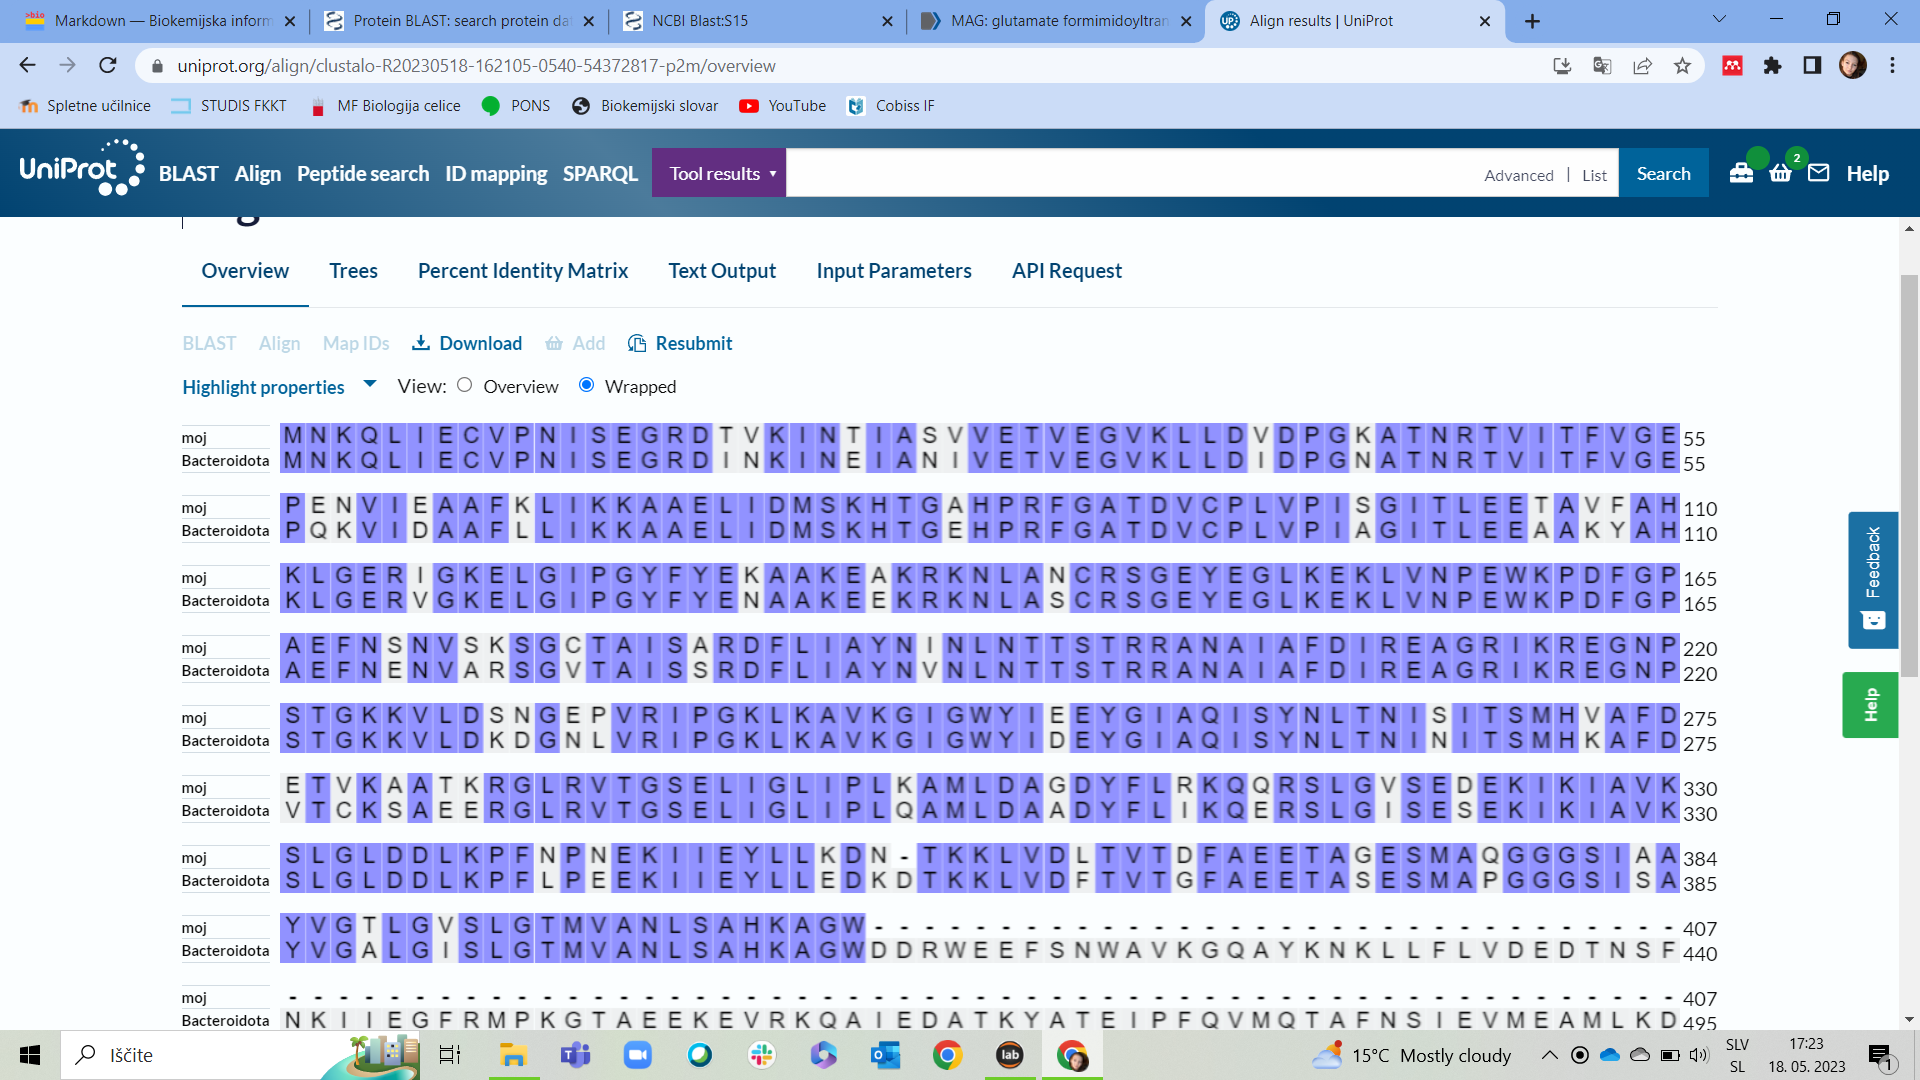 Markdown — Biokemijska inform
Protein BLAST: search protein da
NCBI Blast:S15
MAG: glutamate formimidoyltran
Align results | UniProt
uniprot.org/align/clustalo-R20230518-162105-0540-54372817-p2m/overview
Spletne učilnice
STUDIS FKKT
MF Biologija celice
PONS
Biokemijski slovar
YouTube
Cobiss IF
UniProt BLAST Align Peptide search ID mapping SPARQL Tool results Advanced | List Search 2 Help
Overview Trees Percent Identity Matrix Text Output Input Parameters API Request
BLAST Align Map IDs Download Add Resubmit
Highlight properties View: Overview Wrapped
moj MNKQLIECVPNISEGRDTVKINTIASVVETVEGVKLLDVDPGKATNRTVITFVGE 55
Bacteroidota MNKQLIECVPNISEGRDINKINEIANIVETVEGVKLLDIDPGNATNRTVITFVGE 55
moj PENVIEAAFKLIKKAAELIDMSKHTGAHPRFGATDVCPLVPISGITLEETAVFAH 110
Bacteroidota PQKVIDAAFLLIKKAAELIDMSKHTGEHPRFGATDVCPLVPIAGITLEEAAKYAH 110
moj KLGERIGKELGIPGYFYEKAAKEAKRKNLANCRSGEYEGLKEKLVNPEWKPDFGP 165
Bacteroidota KLGERVGKELGIPGYFYENAAKEEKRKNLASCRSGEYEGLKEKLVNPEWKPDFGP 165
moj AEFNSNVSKSGCTAISARDFLIAYNINLNTTSTRRANAIAFDIREAGRIKREGNP 220
Bacteroidota AEFNENVARSGVTAISSRDFLIAYNVNLNTTSTRRANAIAFDIREAGRIKREGNP 220
moj STGKKVLDSNGEPVRIPGKLKAVKGIGWYIEEYGIAQISYNLTNISITSMHVAFD 275
Bacteroidota STGKKVLDKDGNLVRIPGKLKAVKGIGWYIDEYGIAQISYNLTNINITSMHKAFD 275
moj ETVKAATKRGLRVTGSELIGLIPLKAMLDAGDYFLRKQQRSLGVSEDEKIKIAVK 330
Bacteroidota VTCKSAEERGLRVTGSELIGLIPLQAMLDAADYFLIKQERSLGISESEKIKIAVK 330
moj SLGLDDLKPFNPNEKIIEYLLKDN-TKKLVDLTVTDFAEETAGESMAQGGGSIAA 384
Bacteroidota SLGLDDLKPFLPEEKIIEYLLEDKDTKKLVDFTVTGFAEETASESMAPGGGSISA 385
moj YVGTLGVSLGTMVANLSAHKAGW-------------------------------- 407
Bacteroidota YVGALGISLGTMVANLSAHKAGWDDRWEEFSNWAVKGQAYKNKLLFLVDEDTNSF 440
moj ------------------------------------------------------- 407
Bacteroidota NKIIEGFRMPKGTAEEKEVRKQAIEDATKYATEIPFQVMQTAFNSIEVMEAMLKD 495
Feedback
Help
Iščite
lab
15°C Mostly cloudy
SLV
SL
17:23
18. 05. 2023
1